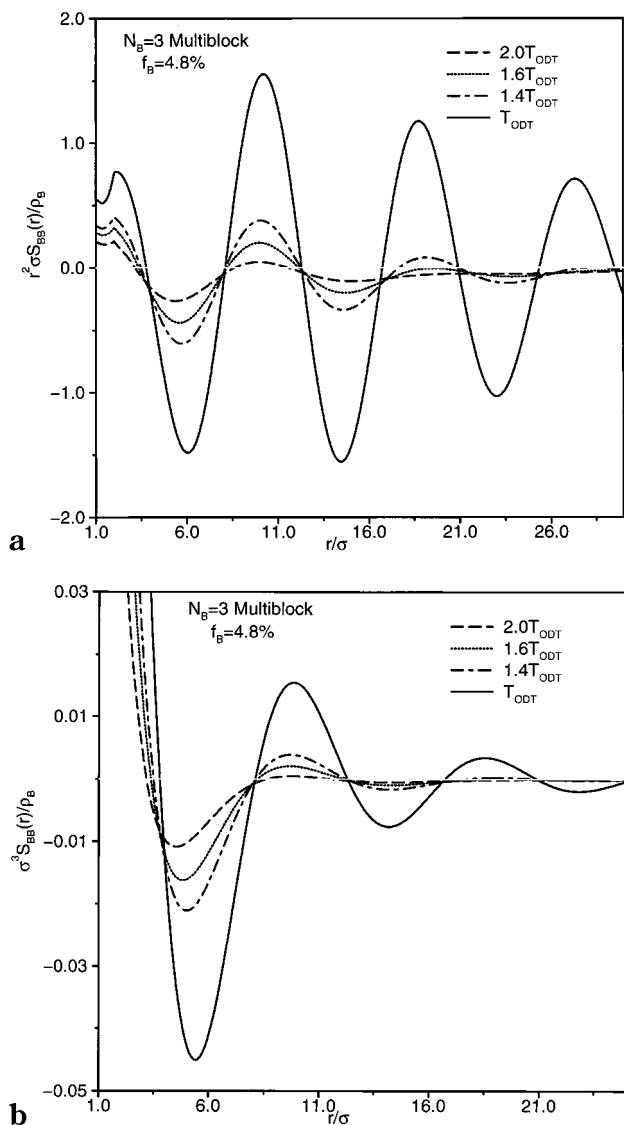 2.0
1.0
0.0
−1.0
−2.0
r²σS_BB(r)/ρ_B
N_B=3 Multiblock
f_B=4.8%
2.0T_ODT
1.6T_ODT
1.4T_ODT
T_ODT
1.0 6.0 11.0 16.0 21.0 26.0
r/σ
a
0.03
0.01
−0.01
−0.03
−0.05
σ³S_BB(r)/ρ_B
N_B=3 Multiblock
f_B=4.8%
2.0T_ODT
1.6T_ODT
1.4T_ODT
T_ODT
1.0 6.0 11.0 16.0 21.0
r/σ
b